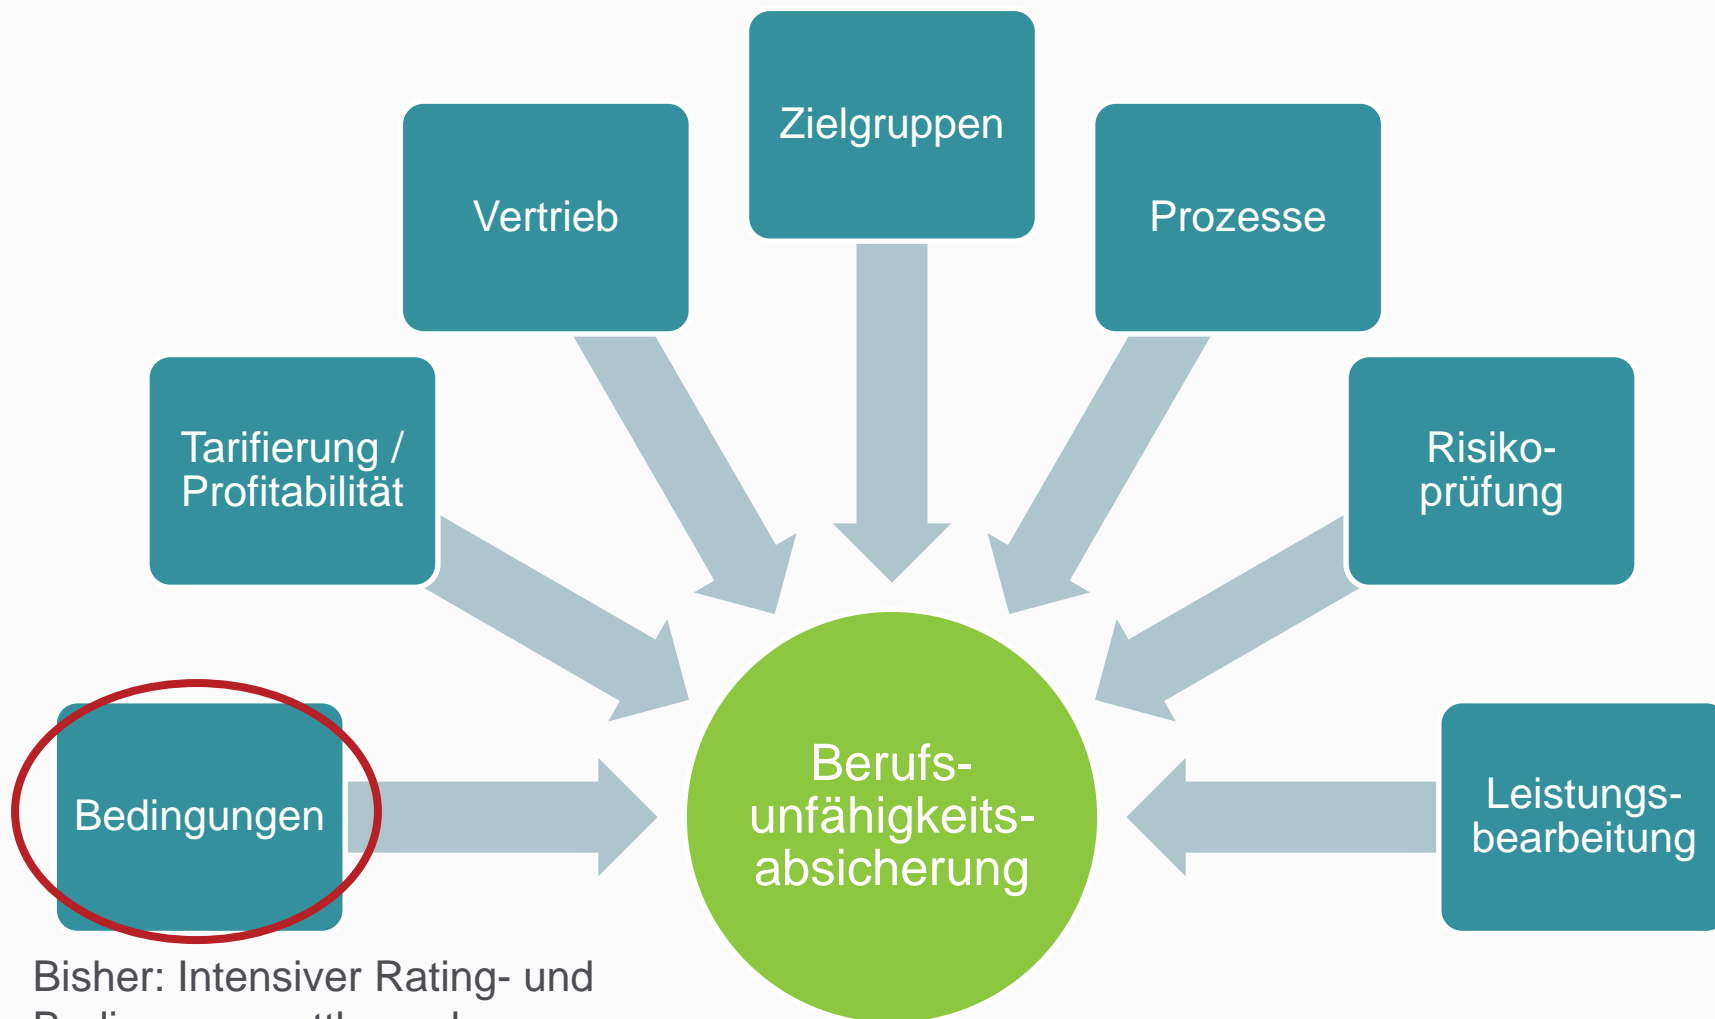 Zielgruppen
Vertrieb
Prozesse
Tarifierung /
Profitabilität
Risiko-
prüfung
Bedingungen
Berufs-
unfähigkeits-
absicherung
Leistungs-
bearbeitung
Bisher: Intensiver Rating- und